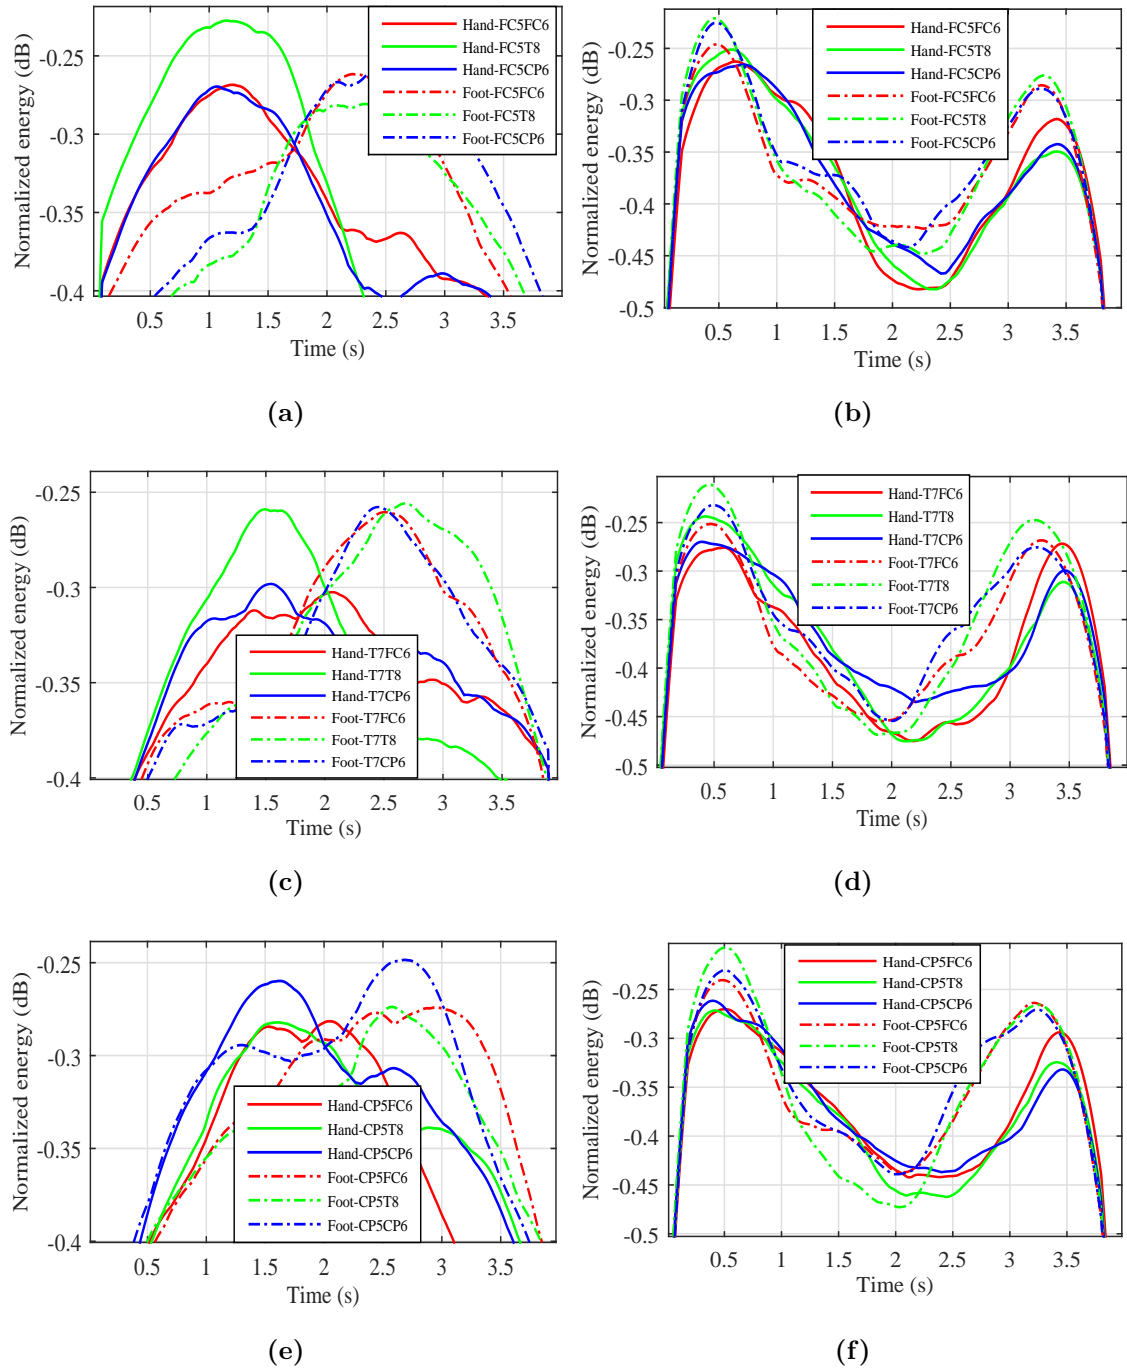 Normalized energy (dB)
-0.25
-0.3
-0.35
-0.4
0.5 1 1.5 2 2.5 3 3.5
Time (s)
Hand-FC5FC6
Hand-FC5T8
Hand-FC5CP6
Foot-FC5FC6
Foot-FC5T8
Foot-FC5CP6
(a)
Normalized energy (dB)
-0.25
-0.3
-0.35
-0.4
-0.45
-0.5
0.5 1 1.5 2 2.5 3 3.5
Time (s)
Hand-FC5FC6
Hand-FC5T8
Hand-FC5CP6
Foot-FC5FC6
Foot-FC5T8
Foot-FC5CP6
(b)
Normalized energy (dB)
-0.25
-0.3
-0.35
-0.4
0.5 1 1.5 2 2.5 3 3.5
Time (s)
Hand-T7FC6
Hand-T7T8
Hand-T7CP6
Foot-T7FC6
Foot-T7T8
Foot-T7CP6
(c)
Normalized energy (dB)
-0.25
-0.3
-0.35
-0.4
-0.45
-0.5
0.5 1 1.5 2 2.5 3 3.5
Time (s)
Hand-T7FC6
Hand-T7T8
Hand-T7CP6
Foot-T7FC6
Foot-T7T8
Foot-T7CP6
(d)
Normalized energy (dB)
-0.25
-0.3
-0.35
-0.4
0.5 1 1.5 2 2.5 3 3.5
Time (s)
Hand-CP5FC6
Hand-CP5T8
Hand-CP5CP6
Foot-CP5FC6
Foot-CP5T8
Foot-CP5CP6
(e)
Normalized energy (dB)
-0.25
-0.3
-0.35
-0.4
-0.45
-0.5
0.5 1 1.5 2 2.5 3 3.5
Time (s)
Hand-CP5FC6
Hand-CP5T8
Hand-CP5CP6
Foot-CP5FC6
Foot-CP5T8
Foot-CP5CP6
(f)